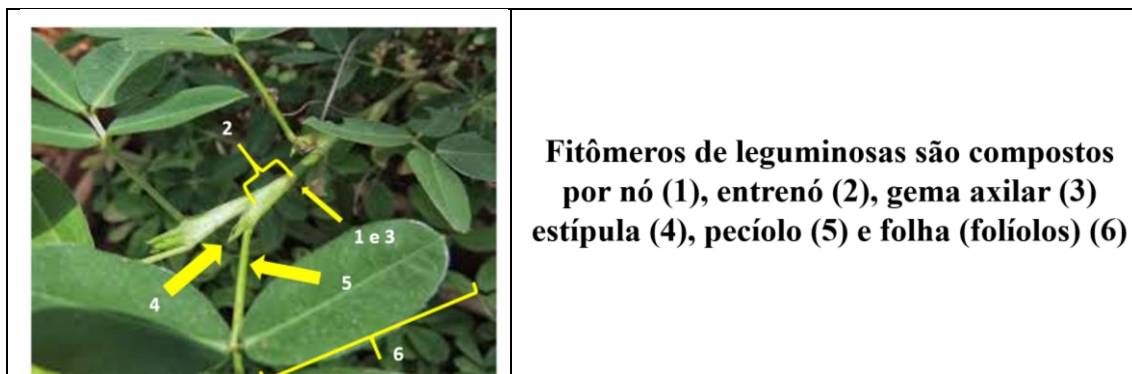 2
1 e 3
4
5
6
Fitômeros de leguminosas são compostos
por nó (1), entrenó (2), gema axilar (3)
estípula (4), pecíolo (5) e folha (folíolos) (6)